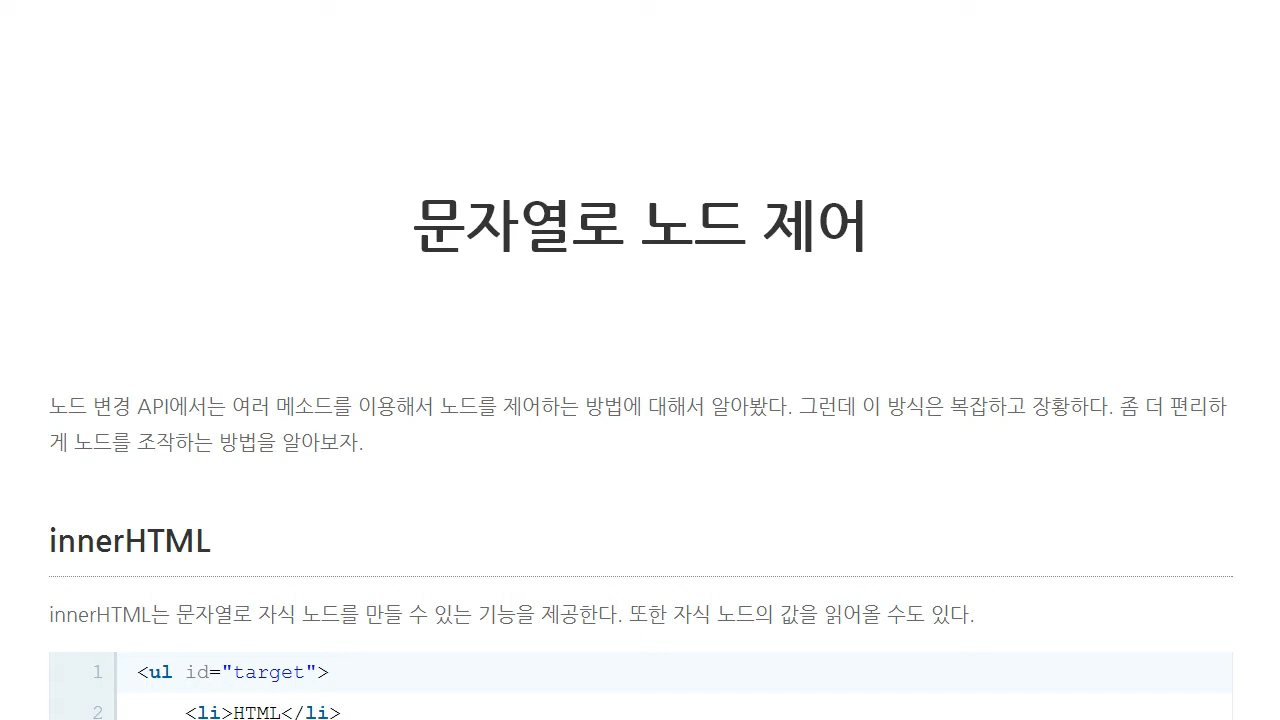 문자열로 노드 제어
노드 변경 API에서는 여러 메소드를 이용해서 노드를 제어하는 방법에 대해서 알아봤다. 그런데 이 방식은 복잡하고 장황하다. 좀 더 편리하
게 노드를 조작하는 방법을 알아보자.
innerHTML
innerHTML는 문자열로 자식 노드를 만들 수 있는 기능을 제공한다. 또한 자식 노드의 값을 읽어올 수도 있다.
1 <ul id="target">
2 <li>HTML</li>